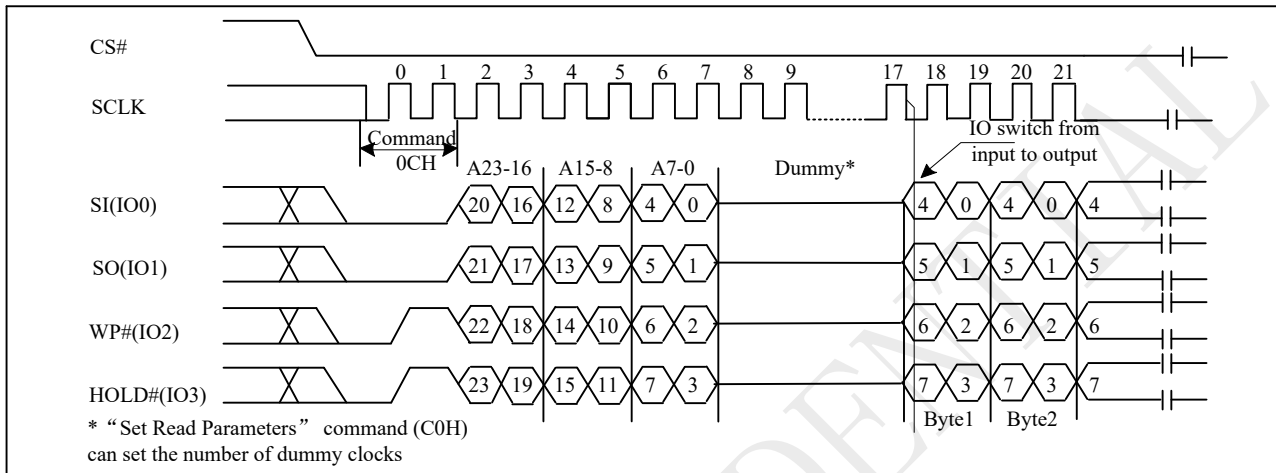 CS#
0 1 2 3 4 5 6 7 8 9 17 18 19 20 21
SCLK
Command
0CH
IO switch from
input to output
A23-16 A15-8 A7-0 Dummy*
SI(IO0) 20 16 12 8 4 0 4 0 4 0 4
SO(IO1) 21 17 13 9 5 1 5 1 5 1 5
WP#(IO2) 22 18 14 10 6 2 6 2 6 2 6
HOLD#(IO3) 23 19 15 11 7 3 7 3 7 3 7
Byte1 Byte2
* “Set Read Parameters” command (C0H)
can set the number of dummy clocks
DENTIAL